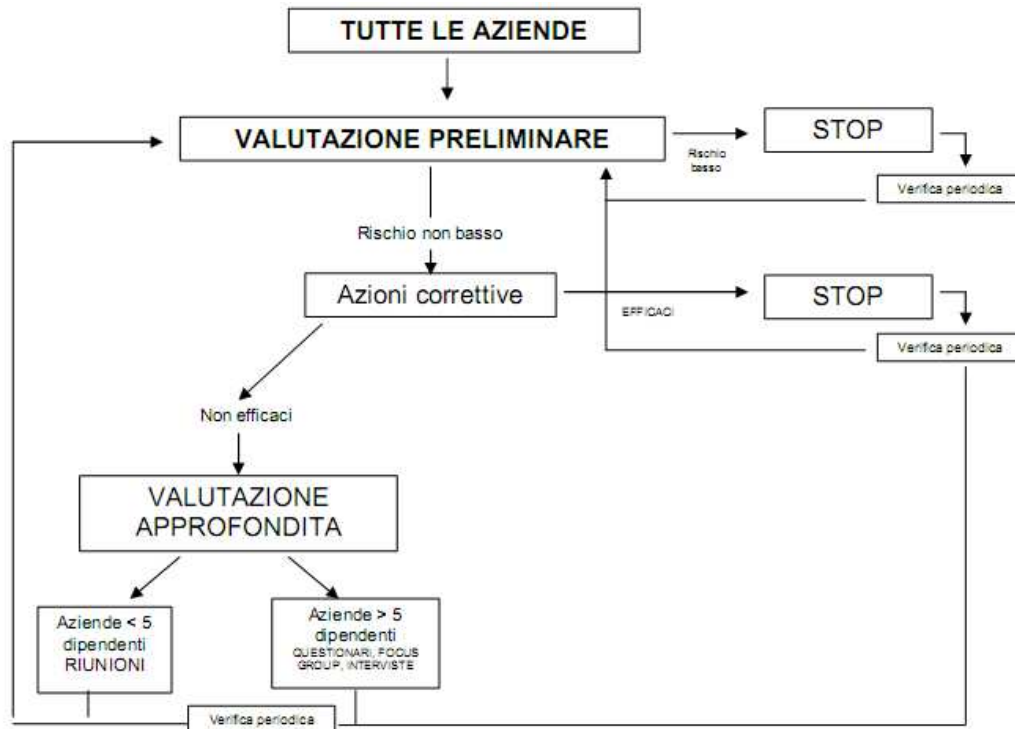 TUTTE LE AZIENDE
VALUTAZIONE PRELIMINARE
Rischio
basso
STOP
Verifica periodica
Rischio non basso
Azioni correttive
EFFICACI
STOP
Verifica periodica
Non efficaci
VALUTAZIONE
APPROFONDITA
Aziende < 5
dipendenti
RIUNIONI
Aziende > 5
dipendenti
QUESTIONARI, FOCUS
GROUP, INTERVISTE
Verifica periodica